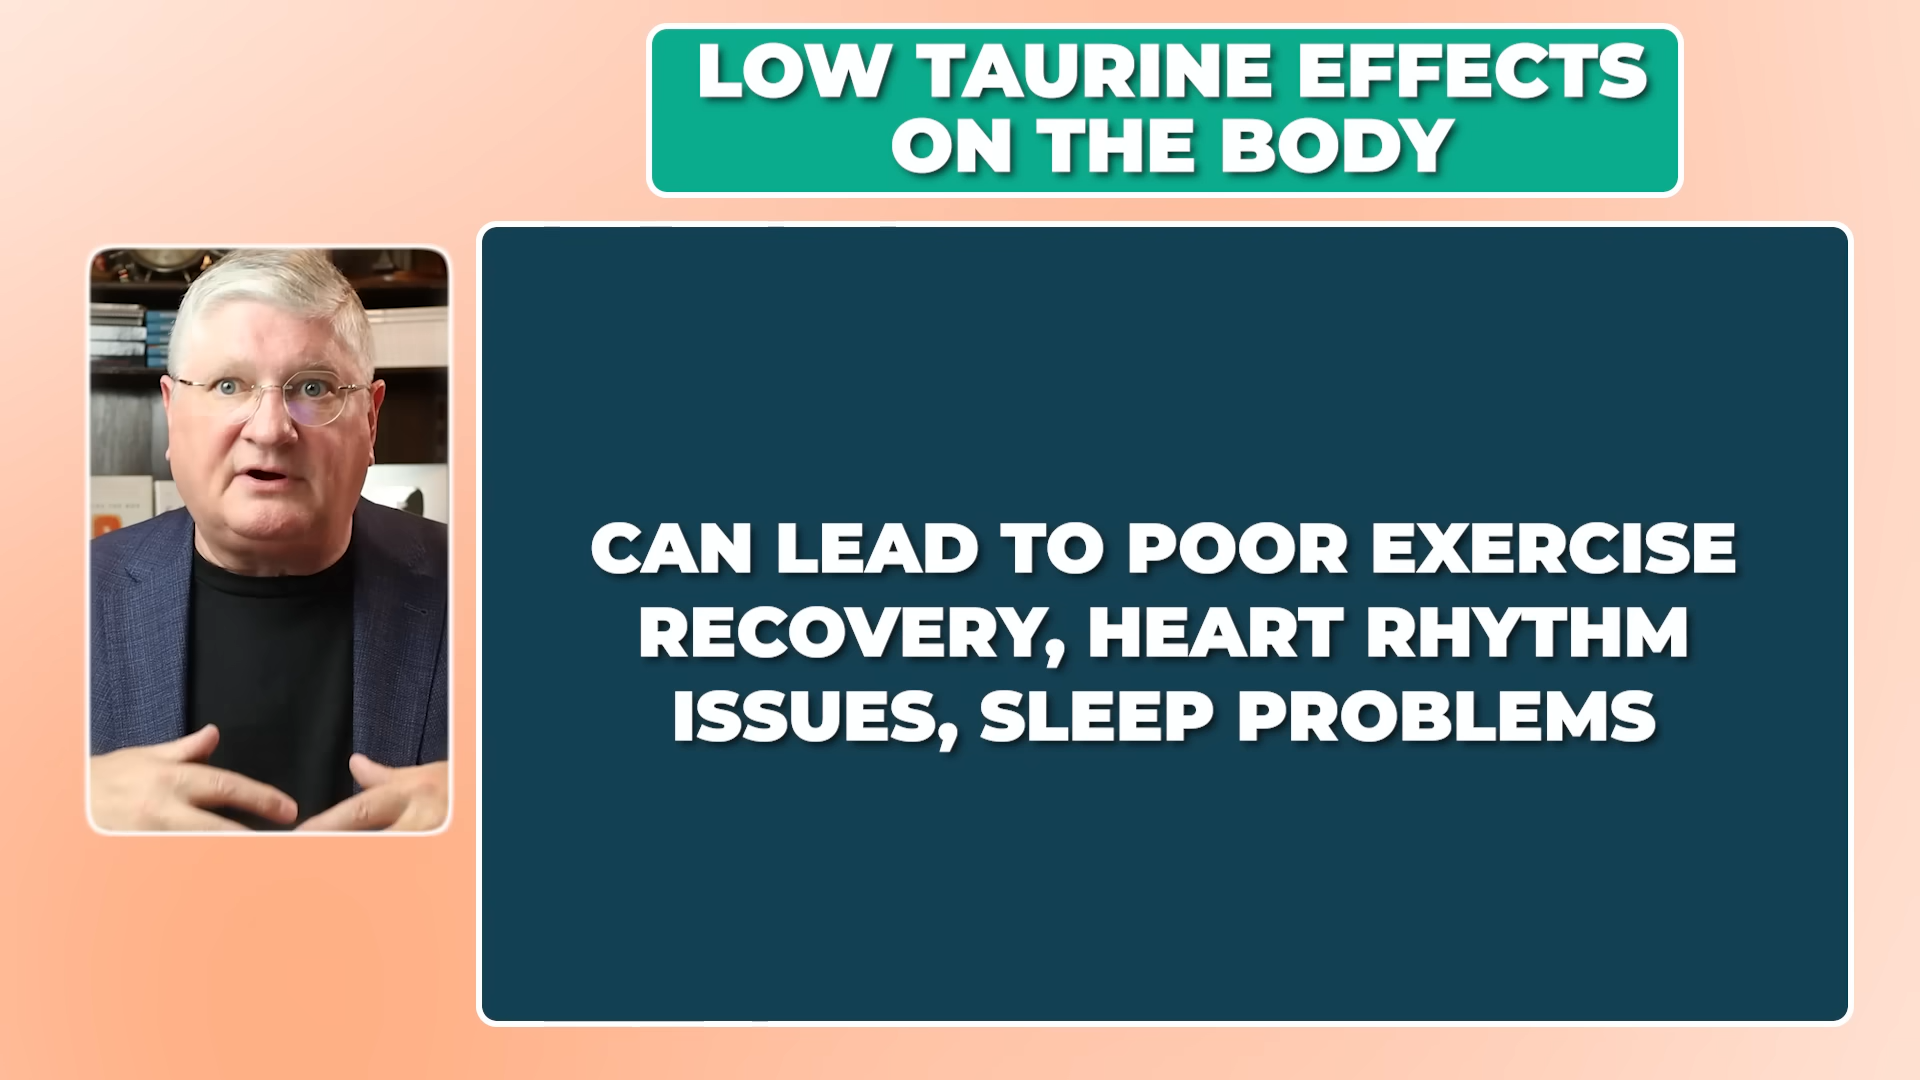 LOW TAURINE EFFECTS
ON THE BODY
CAN LEAD TO POOR EXERCISE
RECOVERY, HEART RHYTHM
ISSUES, SLEEP PROBLEMS